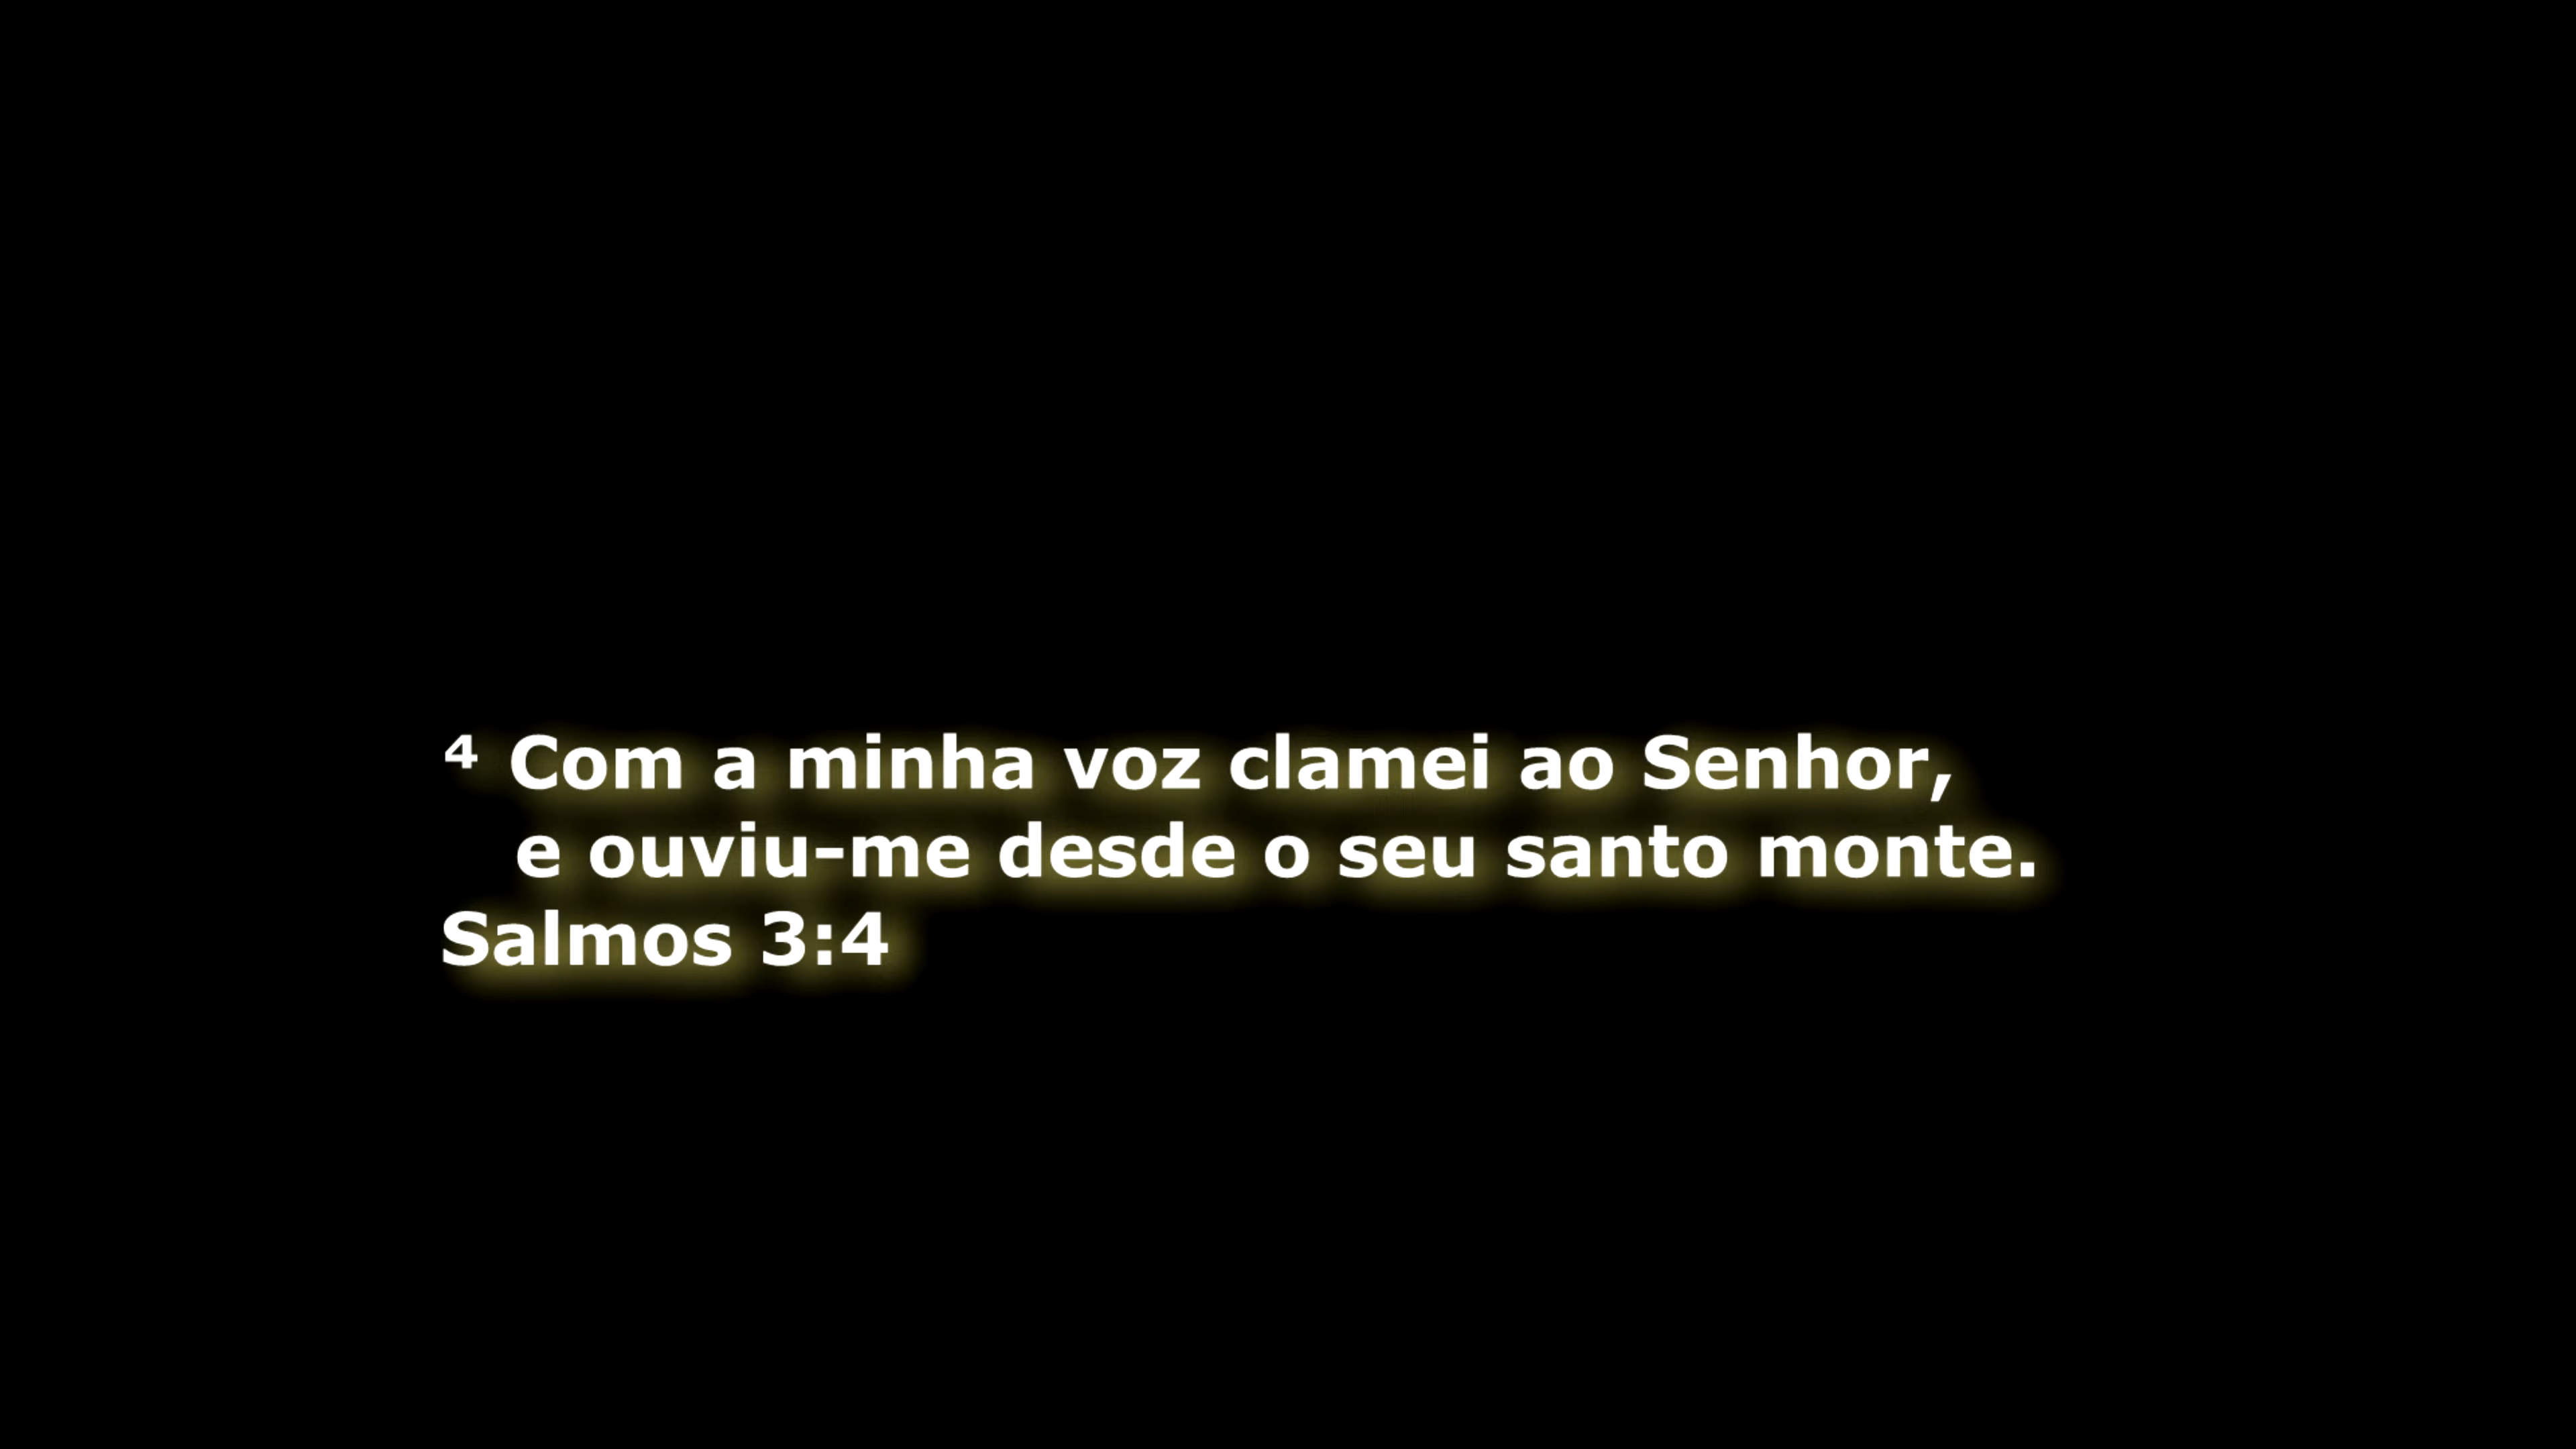 ⁴ Com a minha voz clamei ao Senhor,
e ouviu-me desde o seu santo monte.
Salmos 3:4